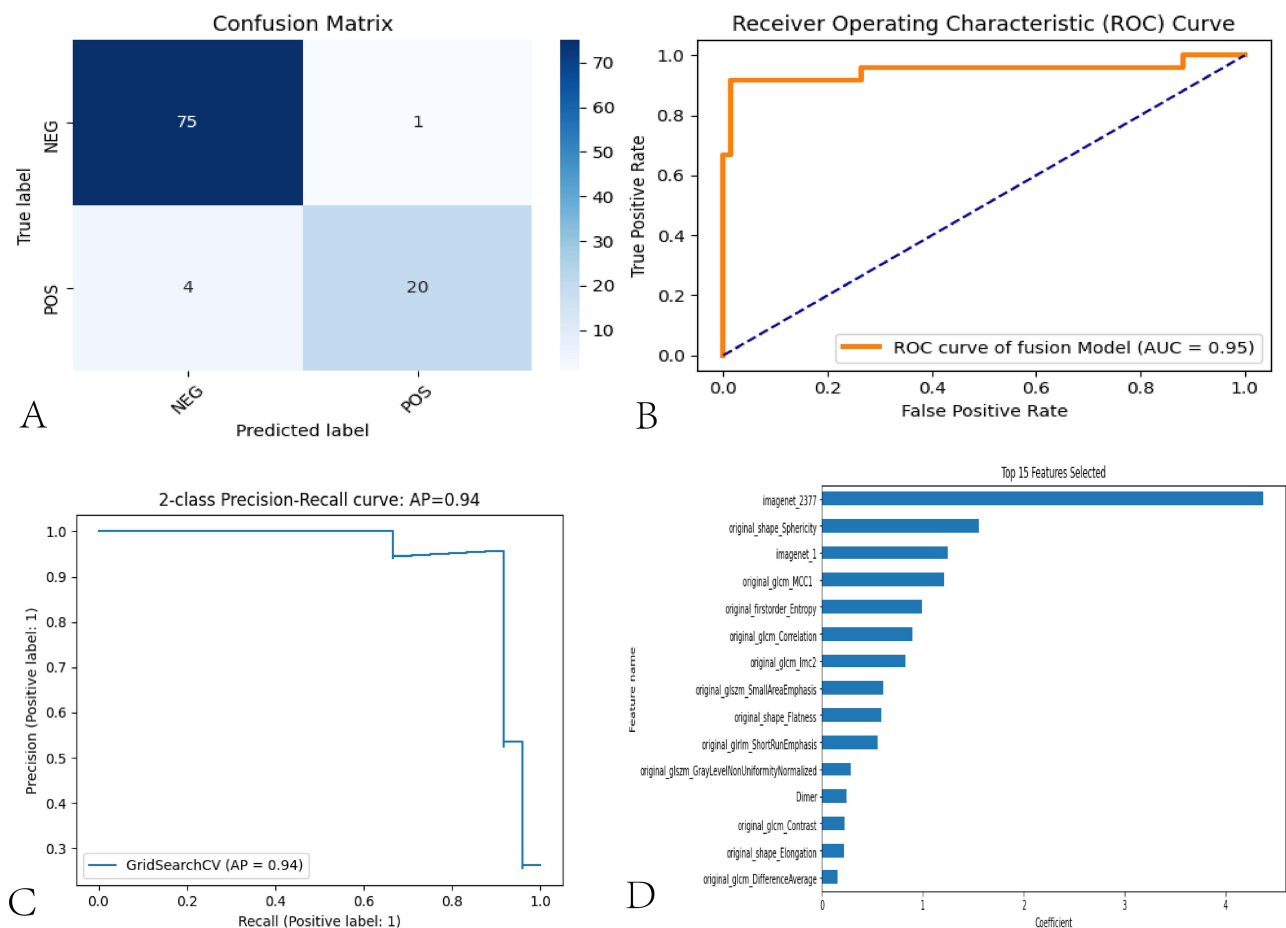 Confusion Matrix
NEG
75
1
POS
4
20
True label
NEG
POS
Predicted label
70
60
50
40
30
20
10
A
Receiver Operating Characteristic (ROC) Curve
1.0
0.8
0.6
0.4
0.2
0.0
True Positive Rate
ROC curve of fusion Model (AUC = 0.95)
0.0 0.2 0.4 0.6 0.8 1.0
False Positive Rate
B
2-class Precision-Recall curve: AP=0.94
1.0
0.9
0.8
0.7
0.6
0.5
0.4
0.3
Precision (Positive label: 1)
GridSearchCV (AP = 0.94)
0.0 0.2 0.4 0.6 0.8 1.0
Recall (Positive label: 1)
C
Top 15 Features Selected
imagenet_2377
original_shape_Sphericity
imagenet_1
original_glcm_MCC1
original_firstorder_Entropy
original_glcm_Correlation
original_glcm_Imc2
original_glszm_SmallAreaEmphasis
original_shape_Flatness
original_glrlm_ShortRunEmphasis
original_glszm_GrayLevelNonUniformityNormalized
Dimer
original_glcm_Contrast
original_shape_Elongation
original_glcm_DifferenceAverage
Feature name
0 1 2 3 4
Coefficient
D